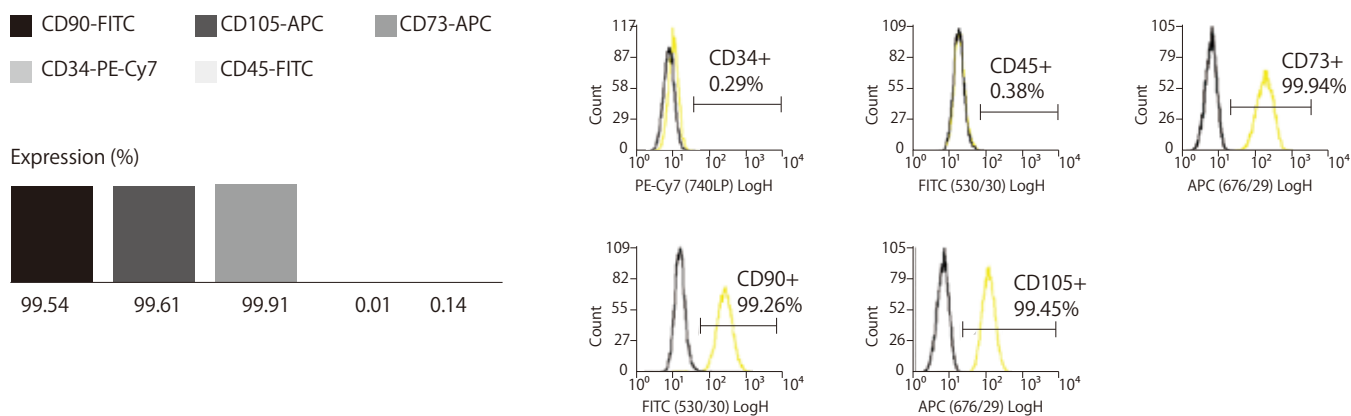 CD90-FITC CD105-APC CD73-APC
CD34-PE-Cy7 CD45-FITC
Expression (%)
99.54 99.61 99.91 0.01 0.14
117
87
58
29
0
Count
CD34+
0.29%
10⁰ 10¹ 10² 10³ 10⁴
PE-Cy7 (740LP) LogH
109
82
55
27
0
Count
CD45+
0.38%
10⁰ 10¹ 10² 10³ 10⁴
FITC (530/30) LogH
105
79
52
26
0
Count
CD73+
99.94%
10⁰ 10¹ 10² 10³ 10⁴
APC (676/29) LogH
109
82
55
27
0
Count
CD90+
99.26%
10⁰ 10¹ 10² 10³ 10⁴
FITC (530/30) LogH
105
79
52
26
0
Count
CD105+
99.45%
10⁰ 10¹ 10² 10³ 10⁴
APC (676/29) LogH